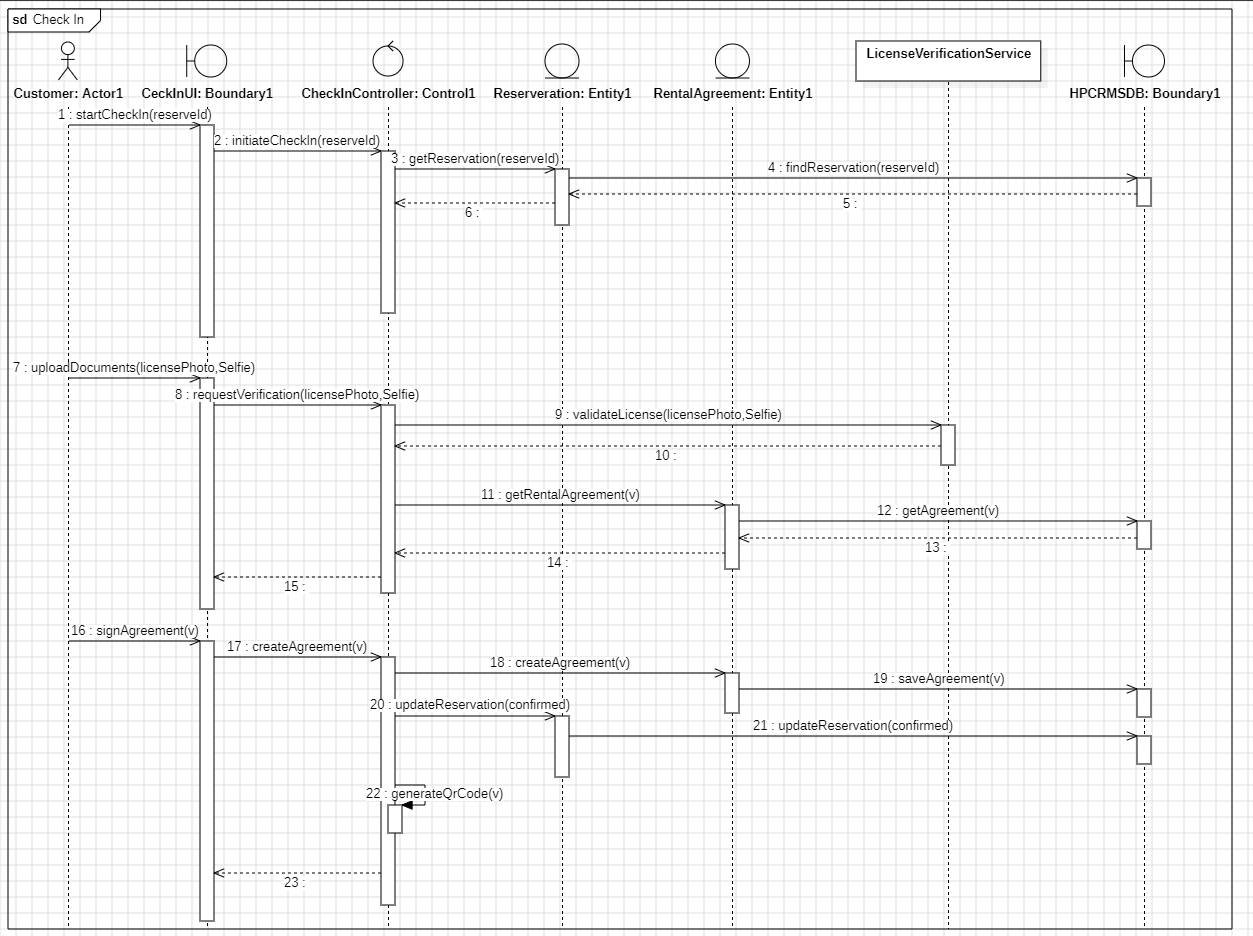 sd Check In
LicenseVerificationService
Customer: Actor1
CeckInUI: Boundary1
CheckInController: Control1
Reserveration: Entity1
RentalAgreement: Entity1
HPCRMSDB: Boundary1
1 : startCheckIn(reserveId)
2 : initiateCheckIn(reserveId)
3 : getReservation(reserveId)
4 : findReservation(reserveId)
5 :
6 :
7 : uploadDocuments(licensePhoto,Selfie)
8 : requestVerification(licensePhoto,Selfie)
9 : validateLicense(licensePhoto,Selfie)
10 :
11 : getRentalAgreement(v)
12 : getAgreement(v)
13 :
14 :
15 :
16 : signAgreement(v)
17 : createAgreement(v)
18 : createAgreement(v)
19 : saveAgreement(v)
20 : updateReservation(confirmed)
21 : updateReservation(confirmed)
22 : generateQrCode(v)
23 :